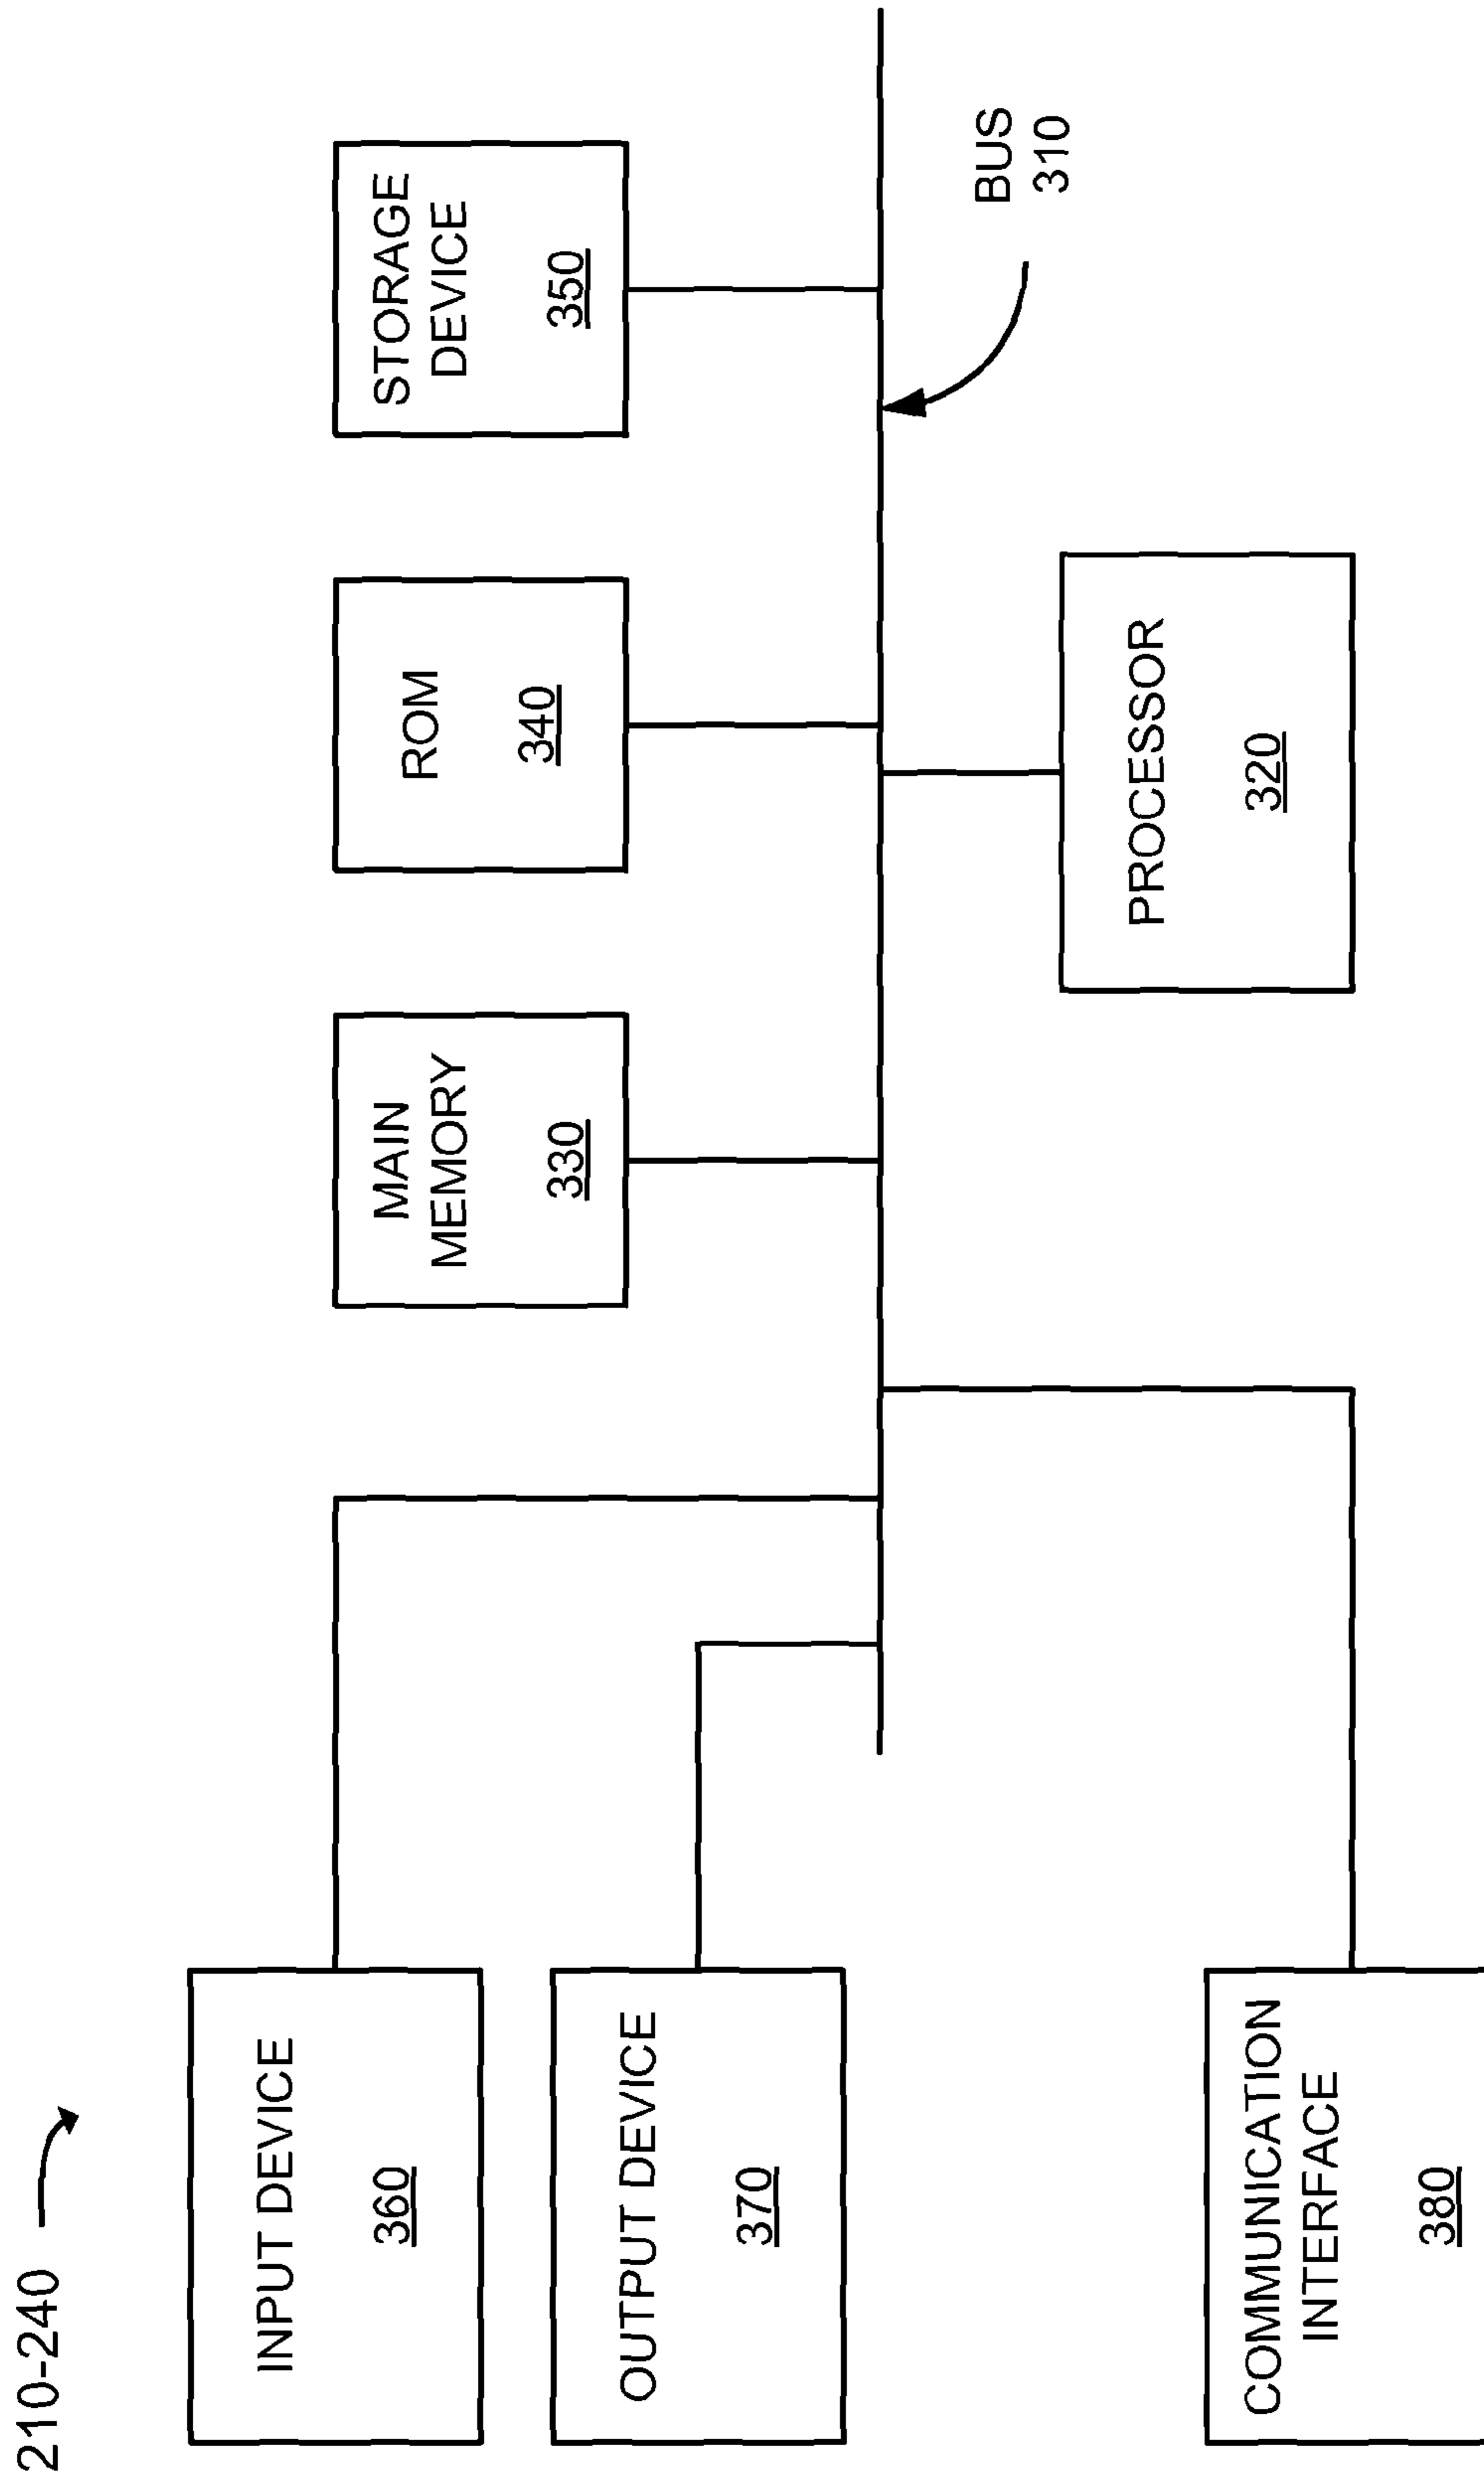 210-240
INPUT DEVICE
360
OUTPUT DEVICE
370
COMMUNICATION
INTERFACE
380
MAIN
MEMORY
330
ROM
340
STORAGE
DEVICE
350
BUS
310
PROCESSOR
320